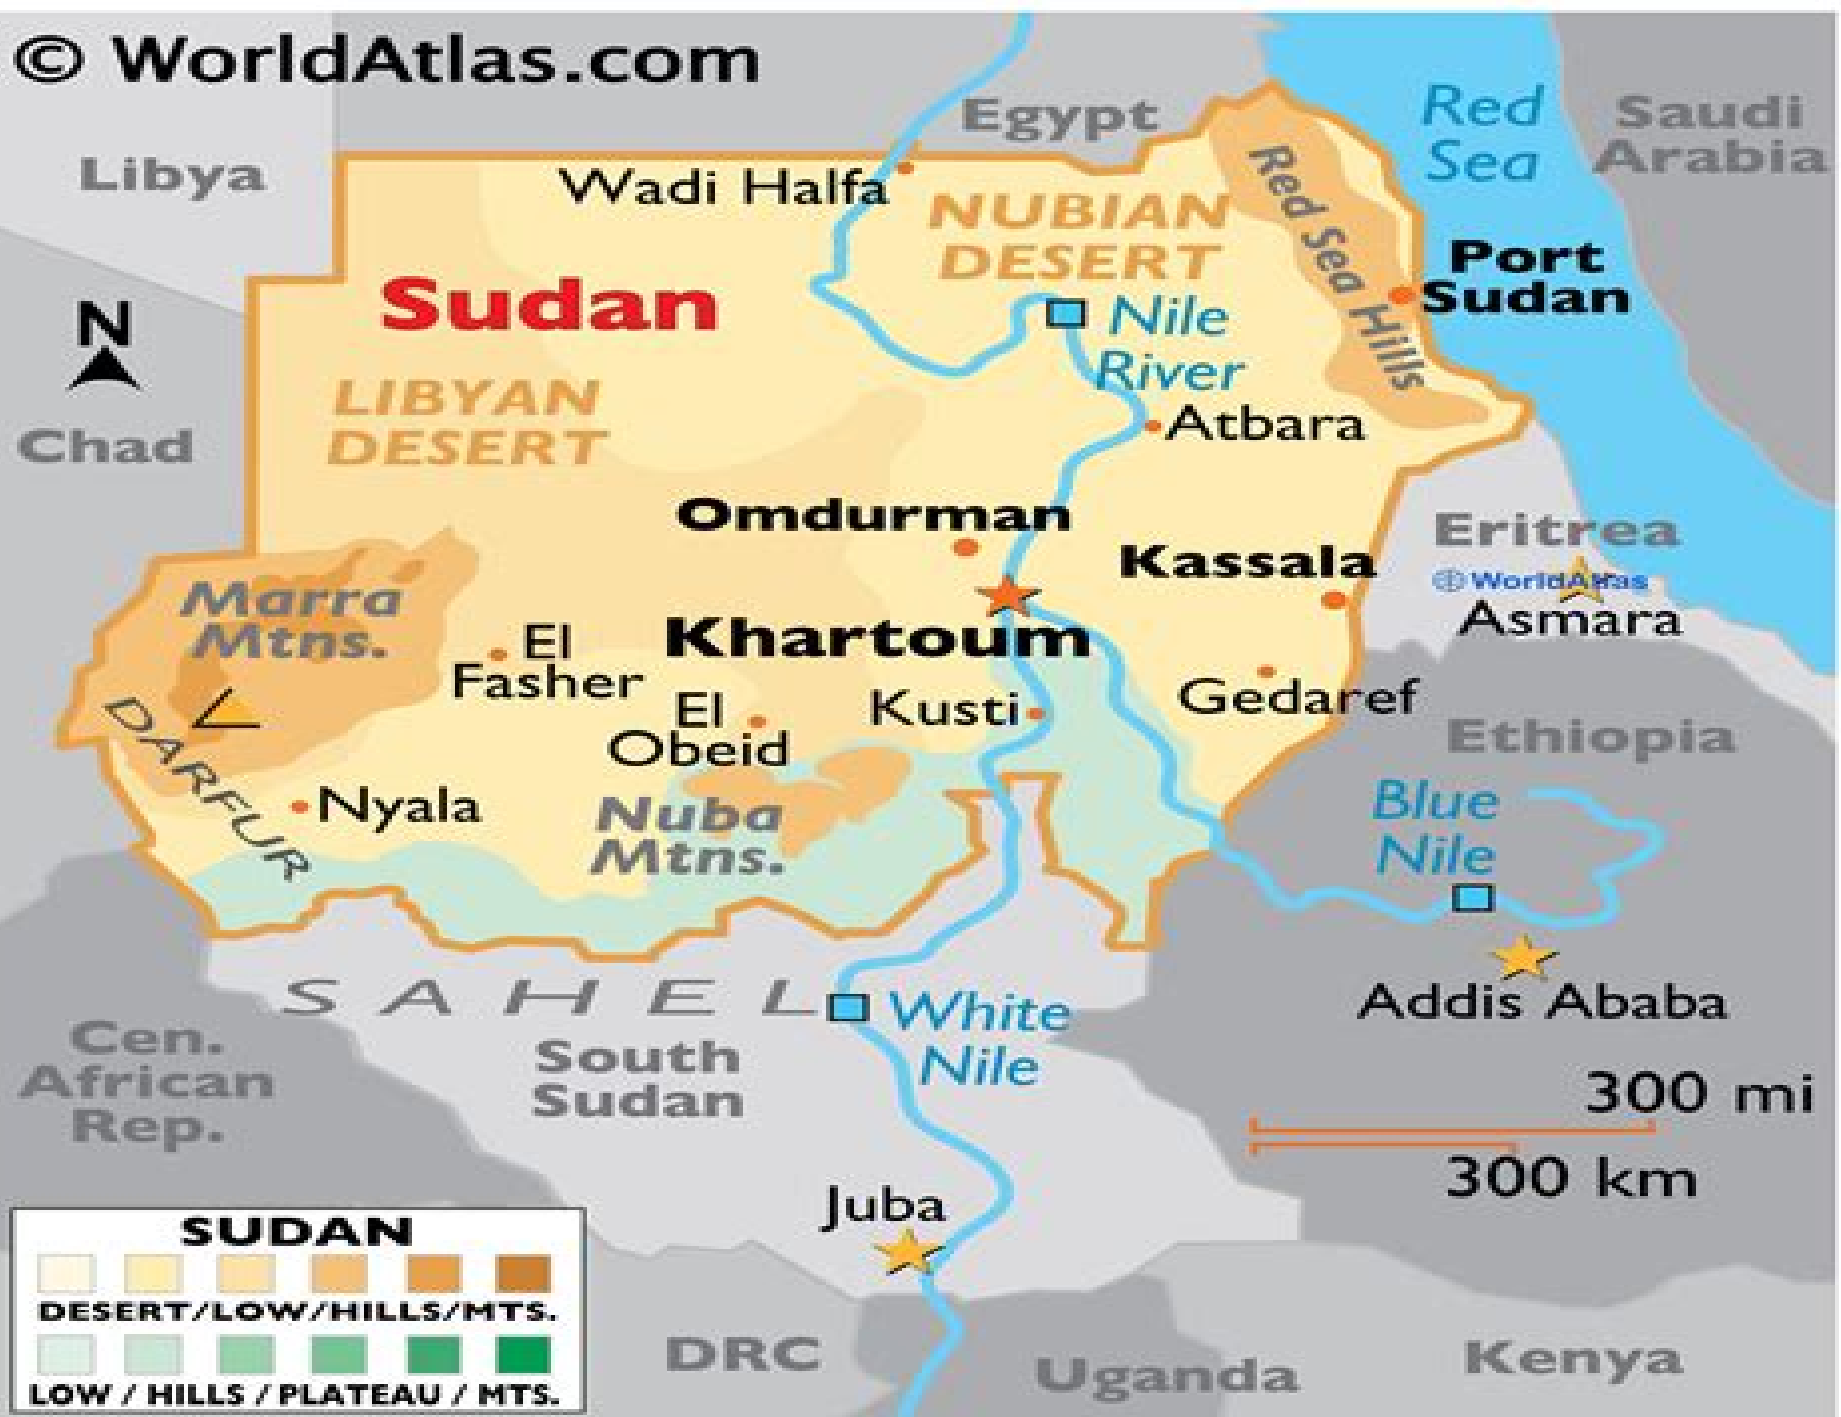 © WorldAtlas.com
Egypt
Red
Sea
Saudi
Arabia
Libya
Wadi Halfa
NUBIAN
DESERT
Red Sea Hills
Port
Sudan
Sudan
N
Nile
River
LIBYAN
DESERT
Chad
Atbara
Omdurman
Kassala
Eritrea
WorldAtlas
Asmara
Marra
Mtns.
Khartoum
El
Fasher
El
Obeid
Kusti
Gedaref
Ethiopia
DARFUR
Nyala
Nuba
Mtns.
Blue
Nile
SAHEL
White
Nile
Addis Ababa
Cen.
African
Rep.
South
Sudan
300 mi
300 km
Juba
SUDAN
DESERT/LOW/HILLS/MTS.
LOW / HILLS / PLATEAU / MTS.
DRC
Uganda
Kenya